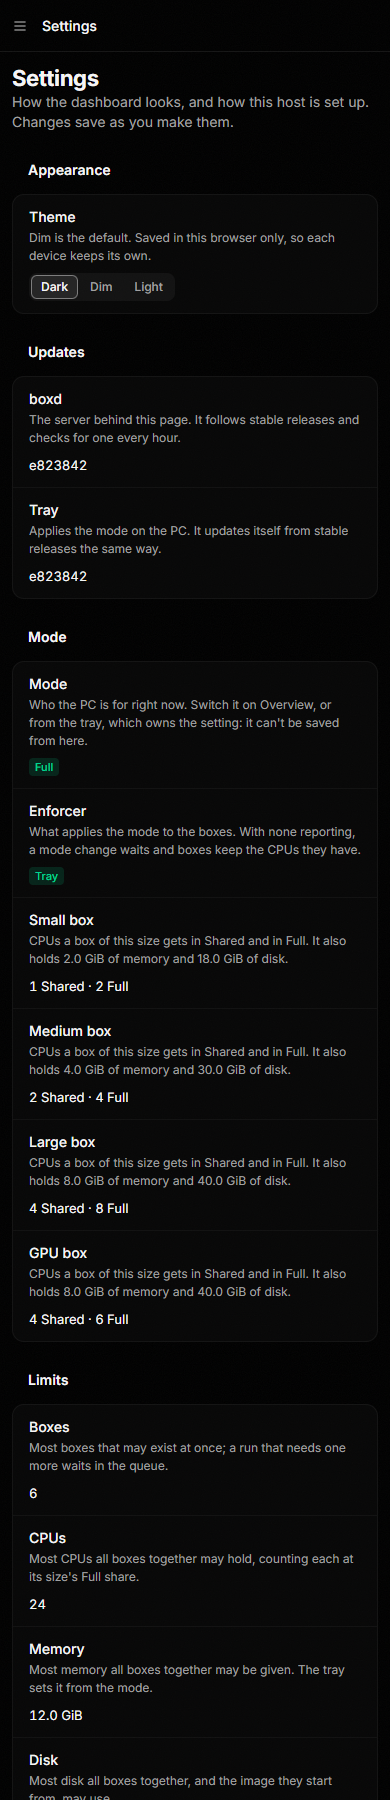 Settings
Settings
How the dashboard looks, and how this host is set up.
Changes save as you make them.
Appearance
Theme
Dim is the default. Saved in this browser only, so each
device keeps its own.
Dark Dim Light
Updates
boxd
The server behind this page. It follows stable releases and
checks for one every hour.
e823842
Tray
Applies the mode on the PC. It updates itself from stable
releases the same way.
e823842
Mode
Mode
Who the PC is for right now. Switch it on Overview, or
from the tray, which owns the setting: it can't be saved
from here.
Full
Enforcer
What applies the mode to the boxes. With none reporting,
a mode change waits and boxes keep the CPUs they have.
Tray
Small box
CPUs a box of this size gets in Shared and in Full. It also
holds 2.0 GiB of memory and 18.0 GiB of disk.
1 Shared · 2 Full
Medium box
CPUs a box of this size gets in Shared and in Full. It also
holds 4.0 GiB of memory and 30.0 GiB of disk.
2 Shared · 4 Full
Large box
CPUs a box of this size gets in Shared and in Full. It also
holds 8.0 GiB of memory and 40.0 GiB of disk.
4 Shared · 8 Full
GPU box
CPUs a box of this size gets in Shared and in Full. It also
holds 8.0 GiB of memory and 40.0 GiB of disk.
4 Shared · 6 Full
Limits
Boxes
Most boxes that may exist at once; a run that needs one
more waits in the queue.
6
CPUs
Most CPUs all boxes together may hold, counting each at
its size's Full share.
24
Memory
Most memory all boxes together may be given. The tray
sets it from the mode.
12.0 GiB
Disk
Most disk all boxes together, and the image they start
from, may use.